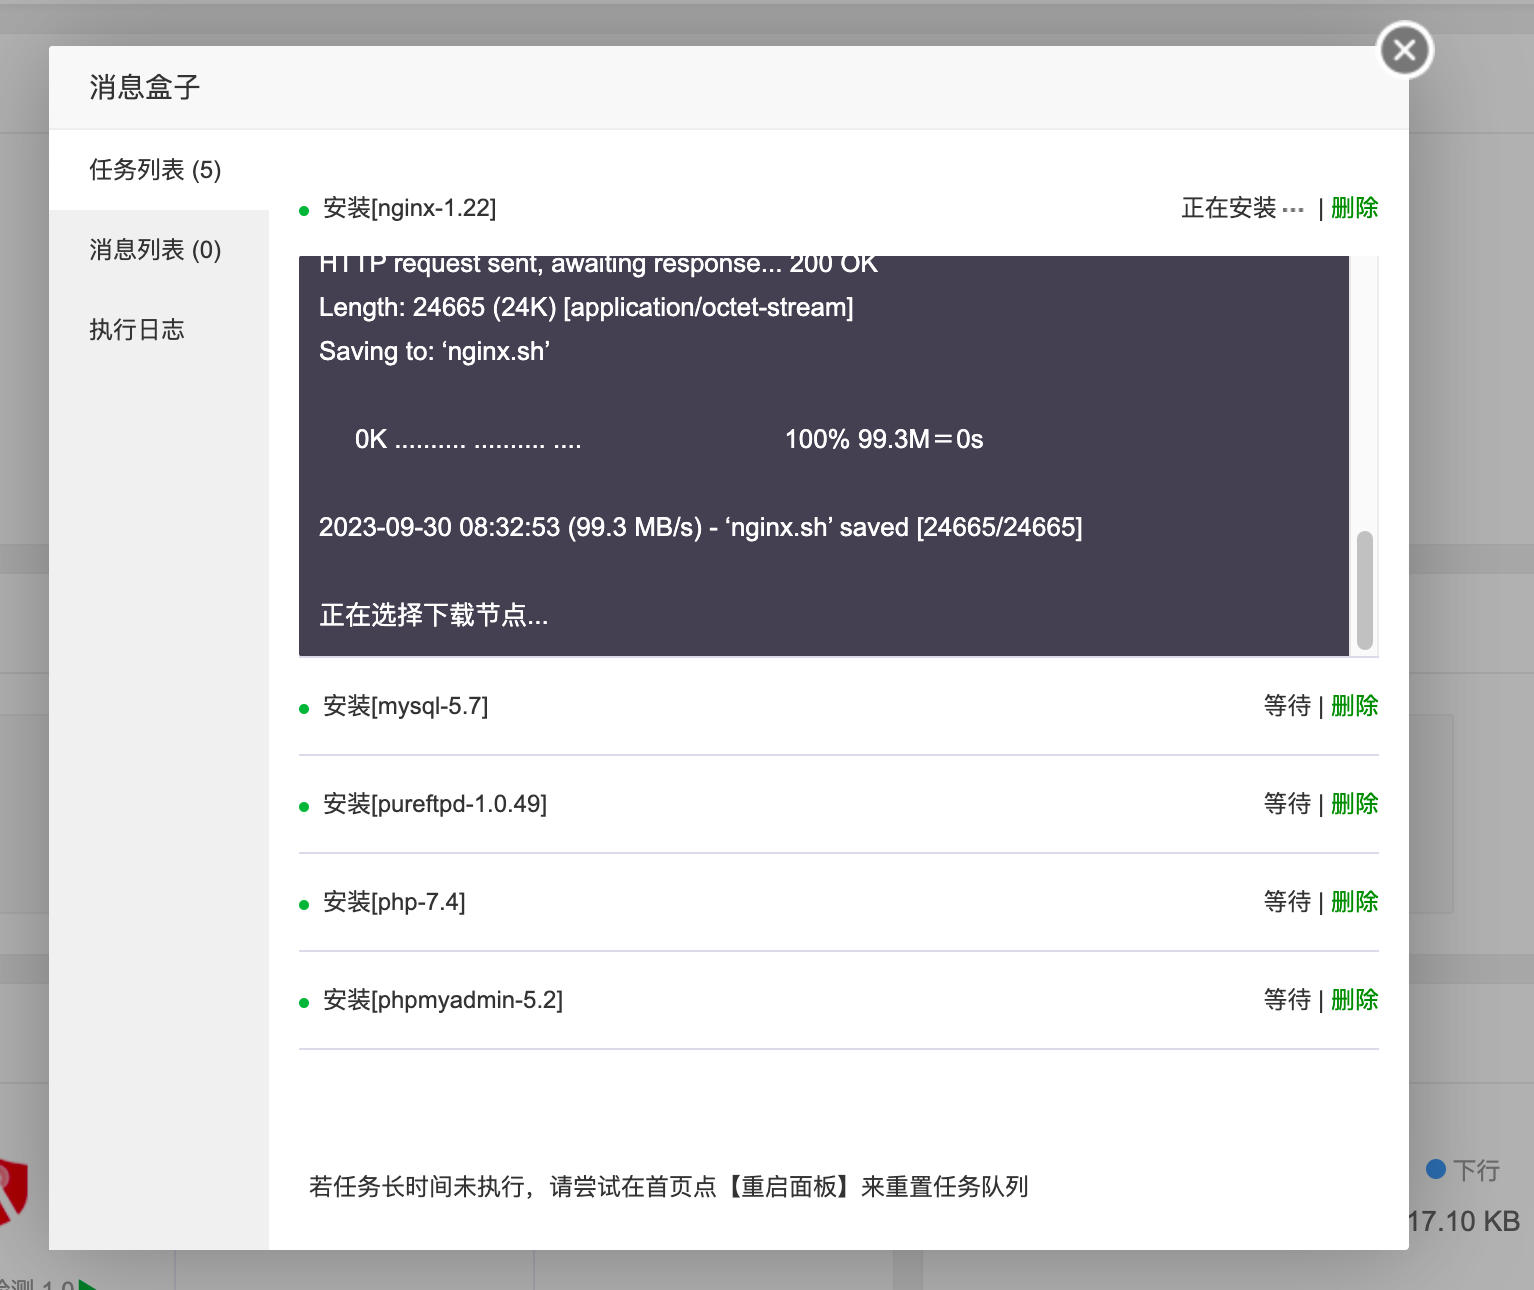 消息盒子
任务列表 (5)
消息列表 (0)
执行日志
安装[nginx-1.22]
正在安装 ··· | 删除
HTTP request sent, awaiting response... 200 OK
Length: 24665 (24K) [application/octet-stream]
Saving to: ‘nginx.sh’
0K .......... .......... .... 100% 99.3M=0s
2023-09-30 08:32:53 (99.3 MB/s) - ‘nginx.sh’ saved [24665/24665]
正在选择下载节点...
安装[mysql-5.7]
等待 | 删除
安装[pureftpd-1.0.49]
等待 | 删除
安装[php-7.4]
等待 | 删除
安装[phpmyadmin-5.2]
等待 | 删除
若任务长时间未执行，请尝试在首页点【重启面板】来重置任务队列
下行
17.10 KB